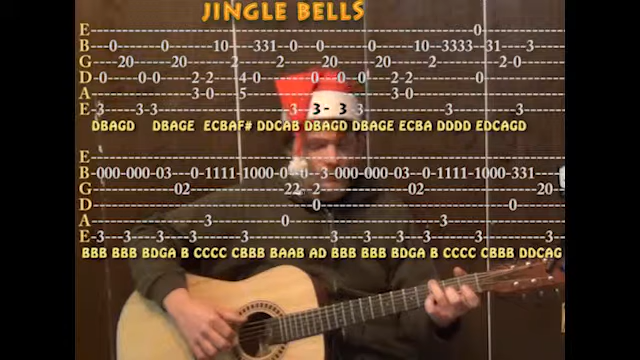 JINGLE BELLS
E------------------------------------------------------------0-------------
B---0-------0-------10---331--0---0-------0-------10--3333--31----3---
G-----20------20-------2-------2-------20------20-------2----------2-0---
D-0-----0-0-------2-2----4-0--------0---0--0-----2-2-------0-----------
A-----------------3-0----5-----------------------3-0---------------------
E-3-----3-3-----------------3--3- 3-3-----------3-----------3-----
DBAGD DBAGE ECBAF# DDCAB DBAGD DBAGE ECBA DDDD EDCAGD
E---------------------------------------------------------------------------
B-000-000-03---0-1111-1000-0--0--3-000-000-03---0-1111-1000-331----
G-------------02---------------22--2-------------02-------------------20--
D-----------------------------------0-------------------------------0------
A--------------------3-----------0---------------------3-------------------
E-3---3---3---3---------3-----------3---3---3---3---------3-----3-----
BBB BBB BDGA B CCCC CBBB BAAB AD BBB BBB BDGA B CCCC CBBB DDCAG